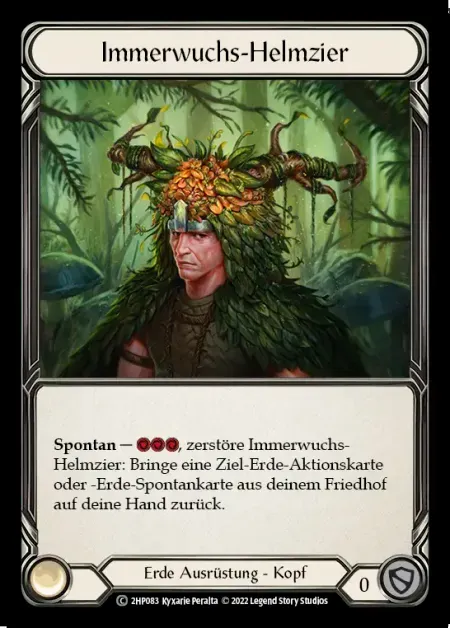 Immerwuchs-Helmzier
Spontan — , zerstöre Immerwuchs-
Helmzier: Bringe eine Ziel-Erde-Aktionskarte
oder -Erde-Spontankarte aus deinem Friedhof
auf deine Hand zurück.
Erde Ausrüstung - Kopf
0
© 2HP083 Kyxarie Peralta © 2022 Legend Story Studios